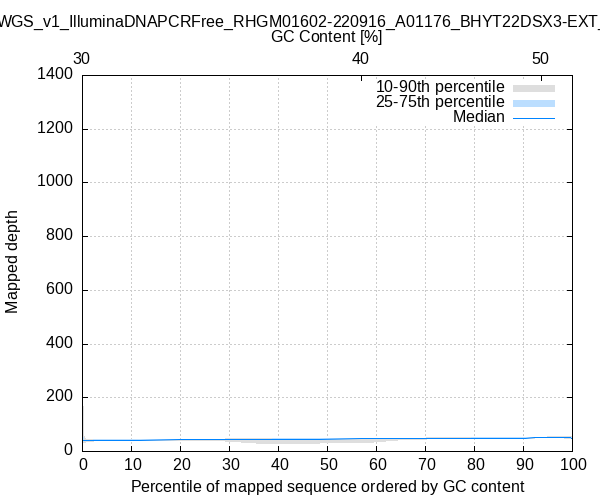 WGS_v1_IlluminaDNAPCRFree_RHGM01602-220916_A01176_BHYT22DSX3-EXT_
GC Content [%]
30 40 50
1400
10-90th percentile
25-75th percentile
Median
1200
1000
800
600
400
200
0
Mapped depth
0 10 20 30 40 50 60 70 80 90 100
Percentile of mapped sequence ordered by GC content